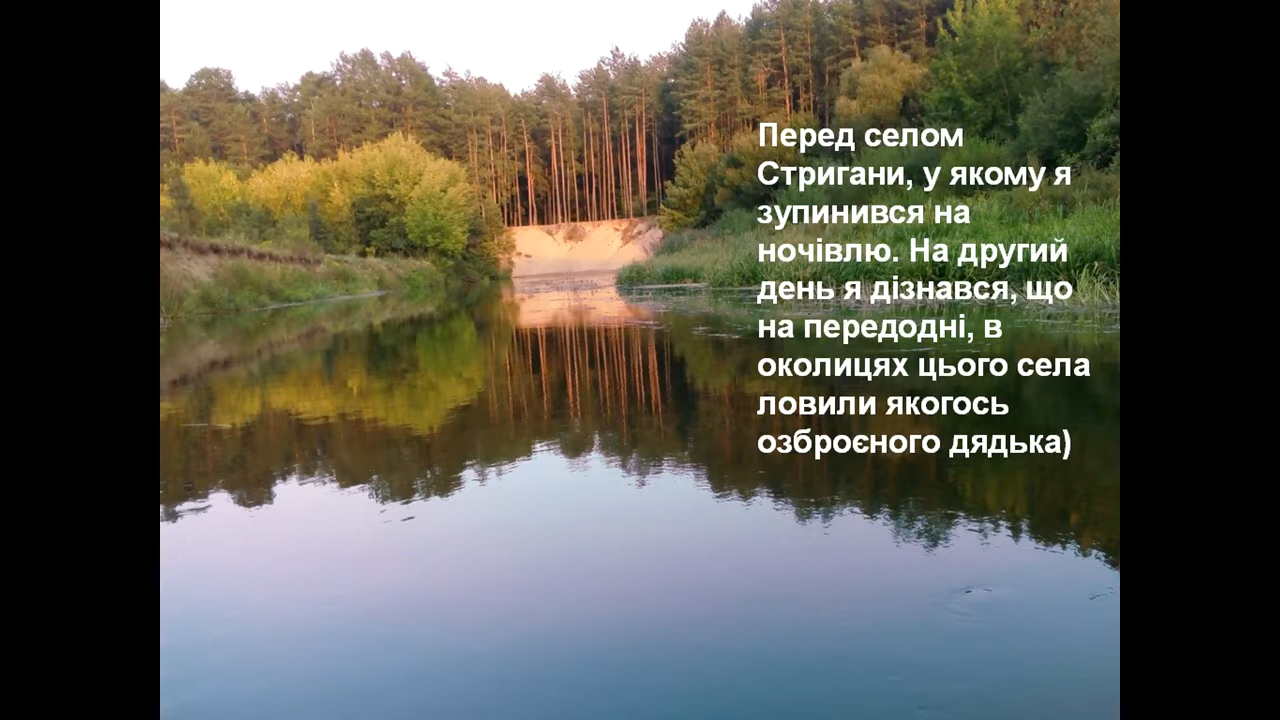 Перед селом
Стригани, у якому я
зупинився на
ночівлю. На другий
день я дізнався, що
на передодні, в
околицях цього села
ловили якогось
озброєного дядька)